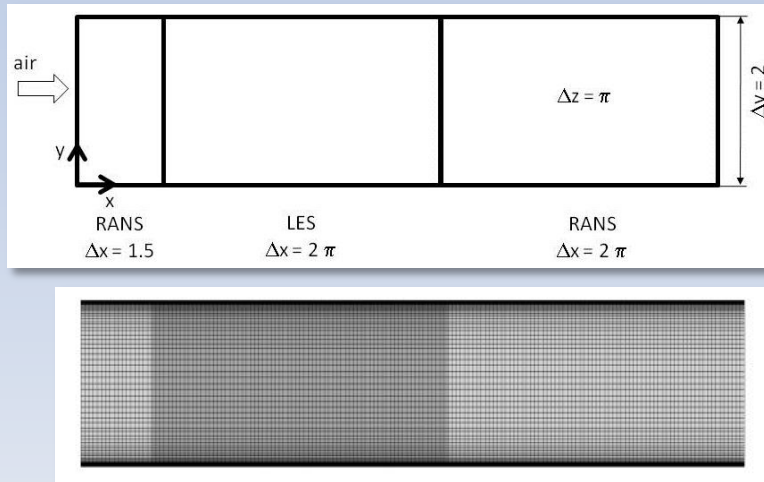 air
Δz = π
Δy = 2
y
x
RANS
Δx = 1.5
LES
Δx = 2 π
RANS
Δx = 2 π